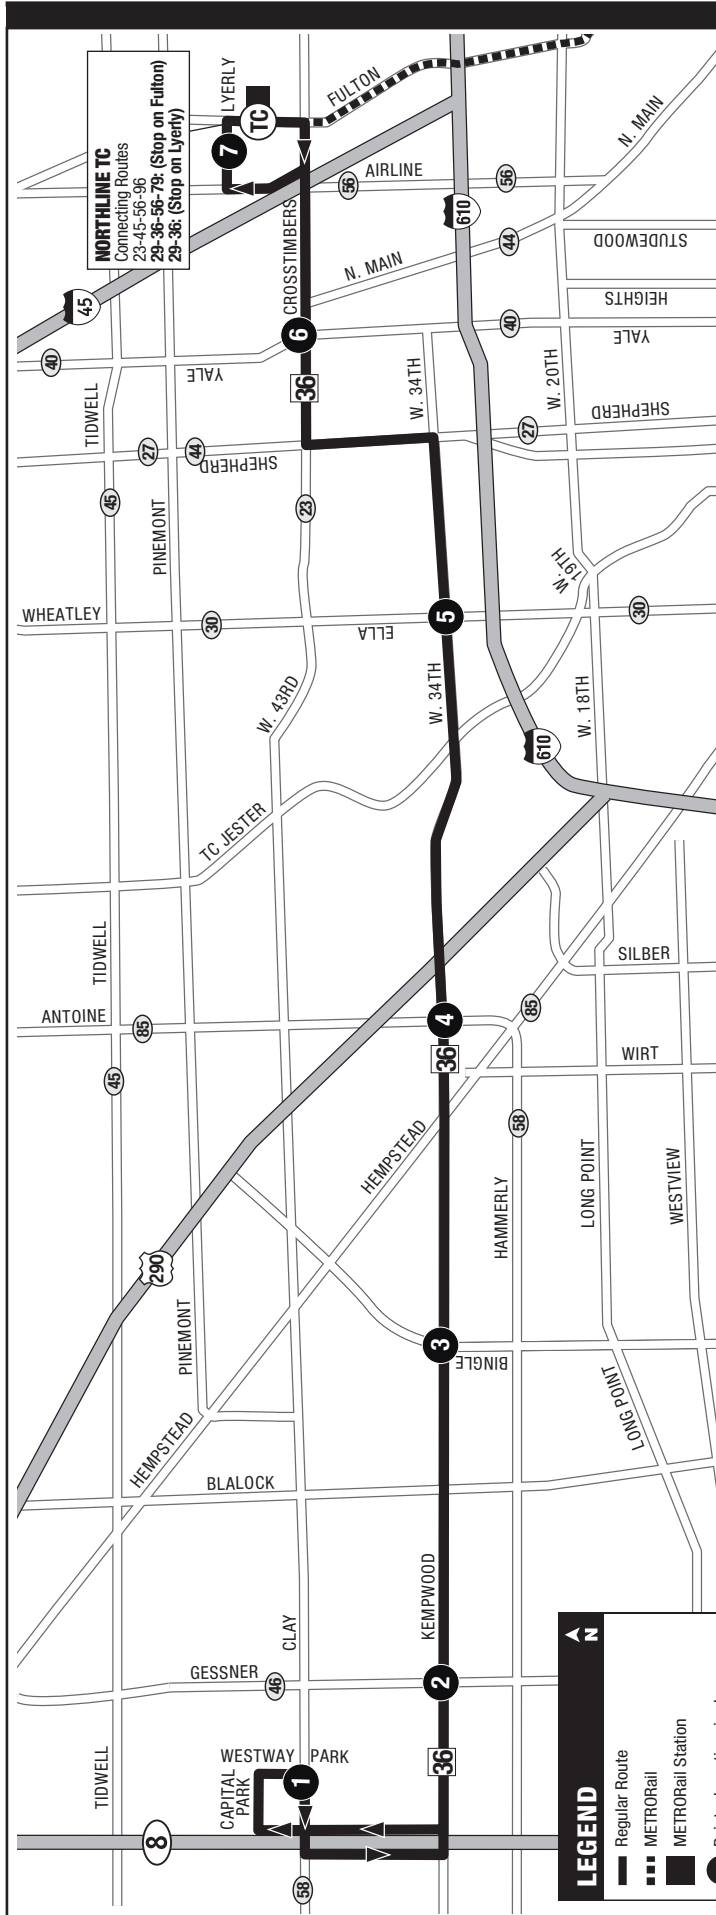 NORTHLINE TC
Connecting Routes
23-45-56-96
29-36-56-79: (Stop on Fulton)
29-36: (Stop on Lyerly)
LYERLY
TC
7
FULTON
N. MAIN
AIRLINE
56
56
610
STUDEWOOD
HEIGHTS
45
CROSSTIMBERS
N. MAIN
44
6
40
YALE
40
YALE
36
W. 34TH
W. 20TH
TIDWELL
SHEPHERD
27
27
44
SHEPHERD
45
PINEMONT
23
W. 19TH
WHEATLEY
30
ELLA
5
30
W. 43RD
W. 34TH
W. 18TH
610
TC JESTER
TIDWELL
SILBER
ANTOINE
85
4
85
45
36
WIRT
58
HEMPSTEAD
HAMMERLY
LONG POINT
WESTVIEW
290
PINEMONT
3
BINGLE
LONG POINT
HEMPSTEAD
BLALOCK
KEMPWOOD
CLAY
GESSNER
46
2
TIDWELL
WESTWAY PARK
CAPITAL
PARK
1
36
8
58
LEGEND
N
Regular Route
METRORail
METRORail Station